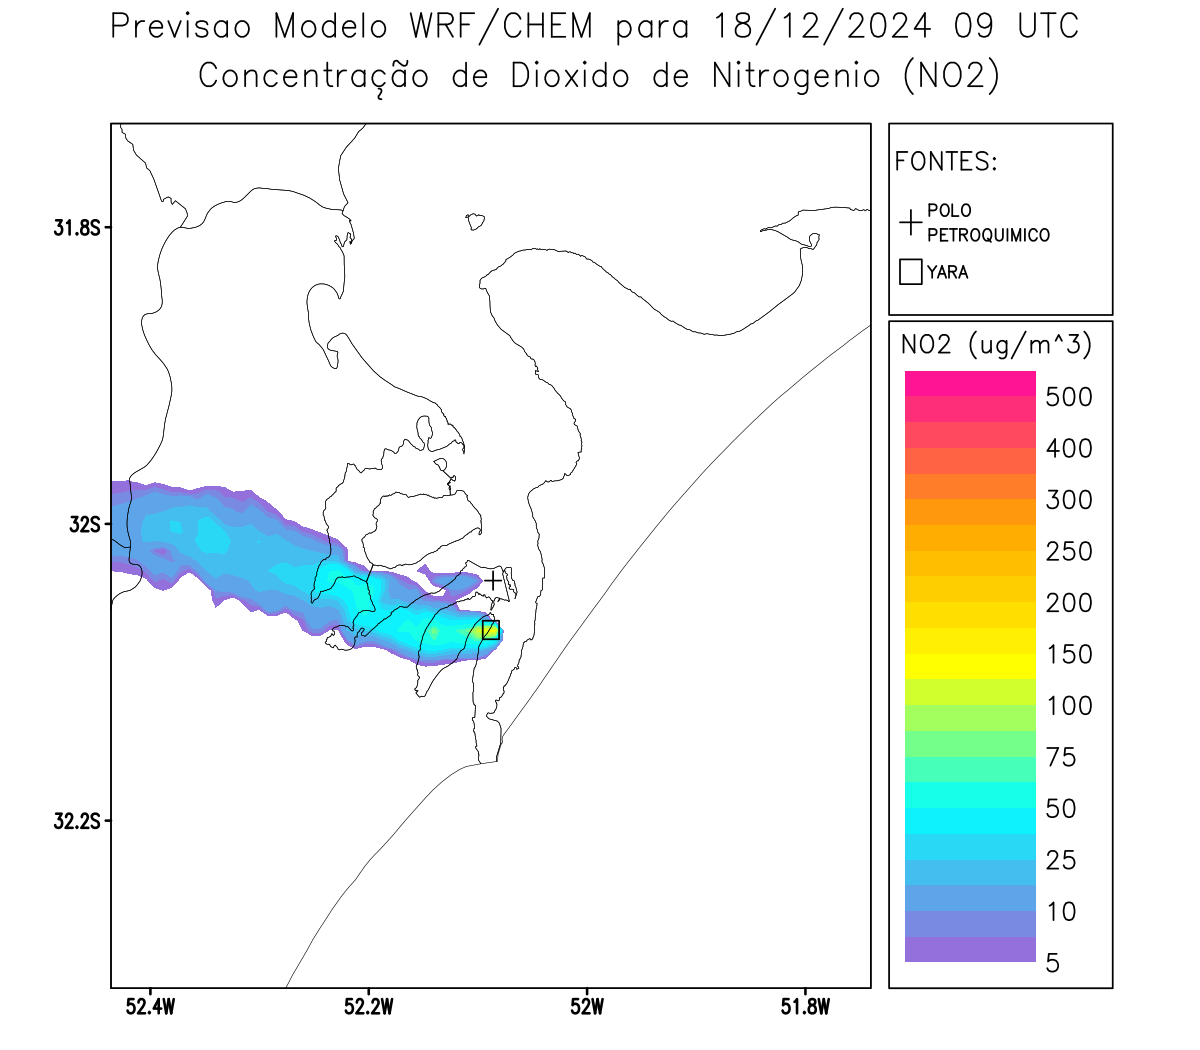 Previsao Modelo WRF/CHEM para 18/12/2024 09 UTC
Concentração de Dioxido de Nitrogenio (NO2)
FONTES:
POLO
PETROQUIMICO
YARA
NO2 (ug/m^3)
500
400
300
250
200
150
100
75
50
25
10
5
31.8S
32S
32.2S
52.4W
52.2W
52W
51.8W